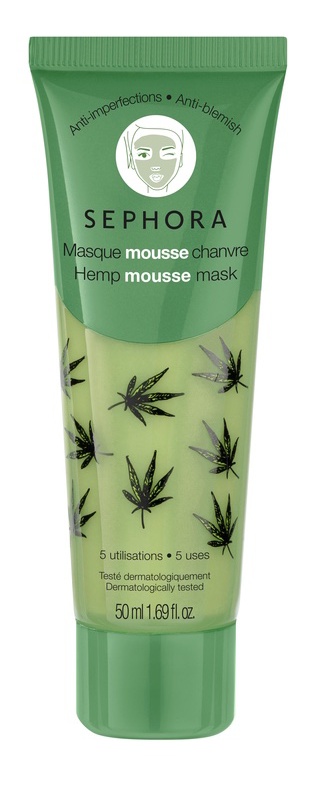 Anti-imperfections • Anti-blemish
SEPHORA
Masque mousse chanvre
Hemp mousse mask
5 utilisations • 5 uses
Testé dermatologiquement
Dermatologically tested
50 ml 1.69 fl. oz.